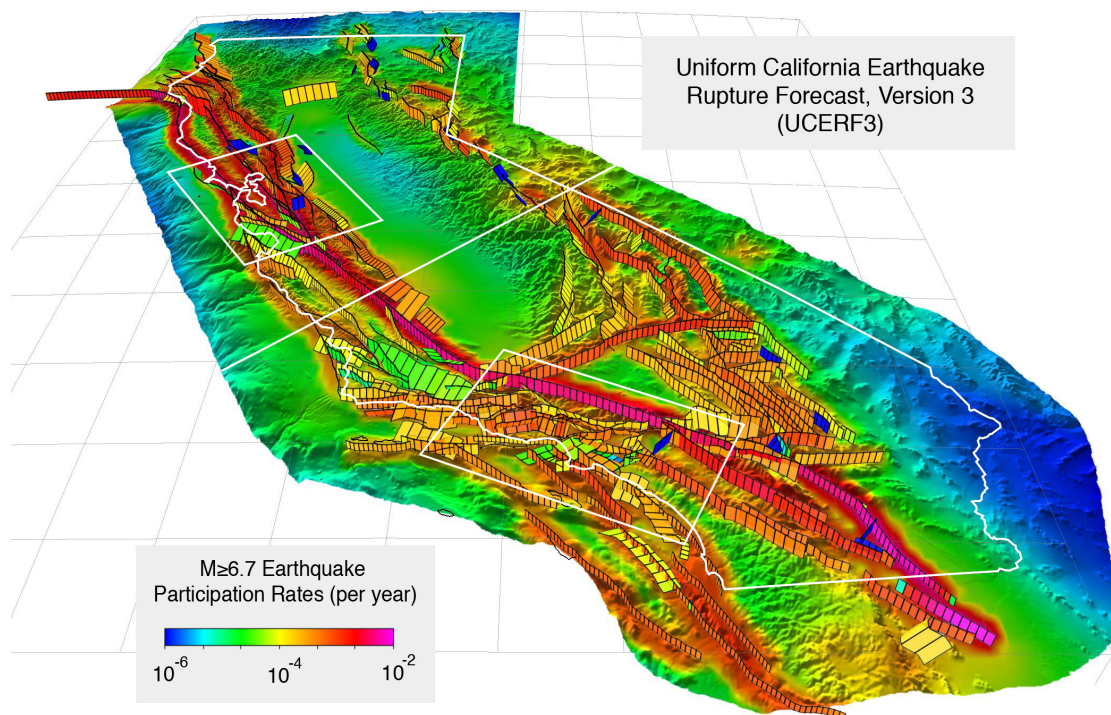 Uniform California Earthquake
Rupture Forecast, Version 3
(UCERF3)
M≥6.7 Earthquake
Participation Rates (per year)
10⁻⁶ 10⁻⁴ 10⁻²